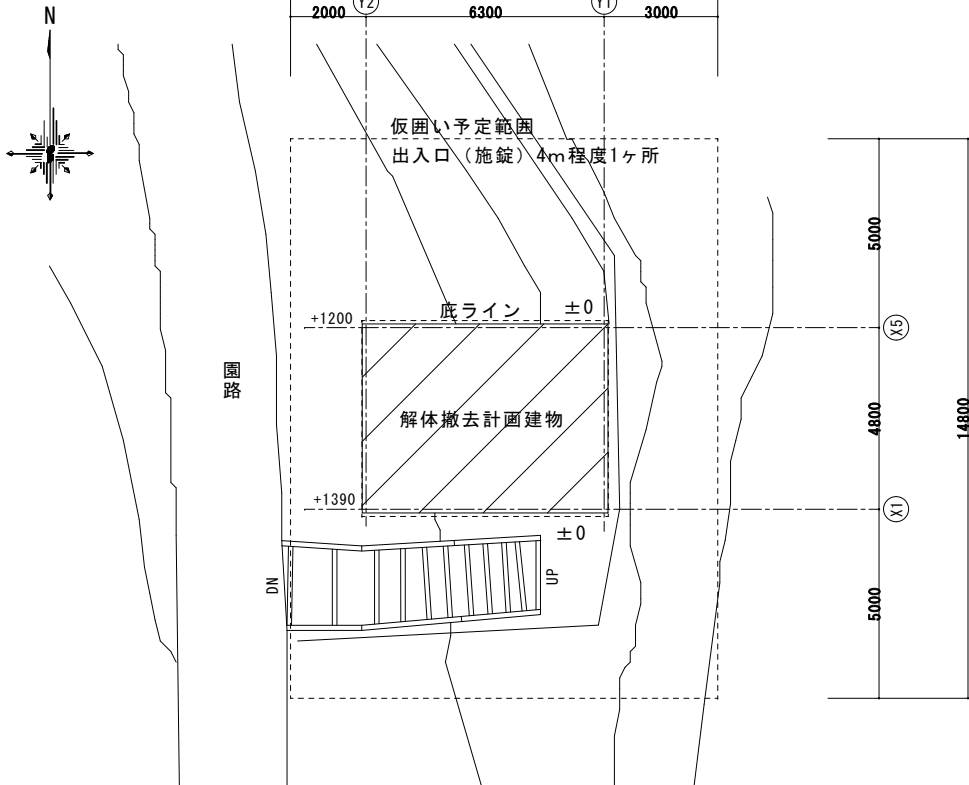 N
Y2
Y1
2000
6300
3000
仮囲い予定範囲
出入口（施錠）4m程度1ヶ所
5000
庇ライン
±0
+1200
X5
園路
解体撤去計画建物
4800
14800
+1390
X1
±0
DN
UP
5000